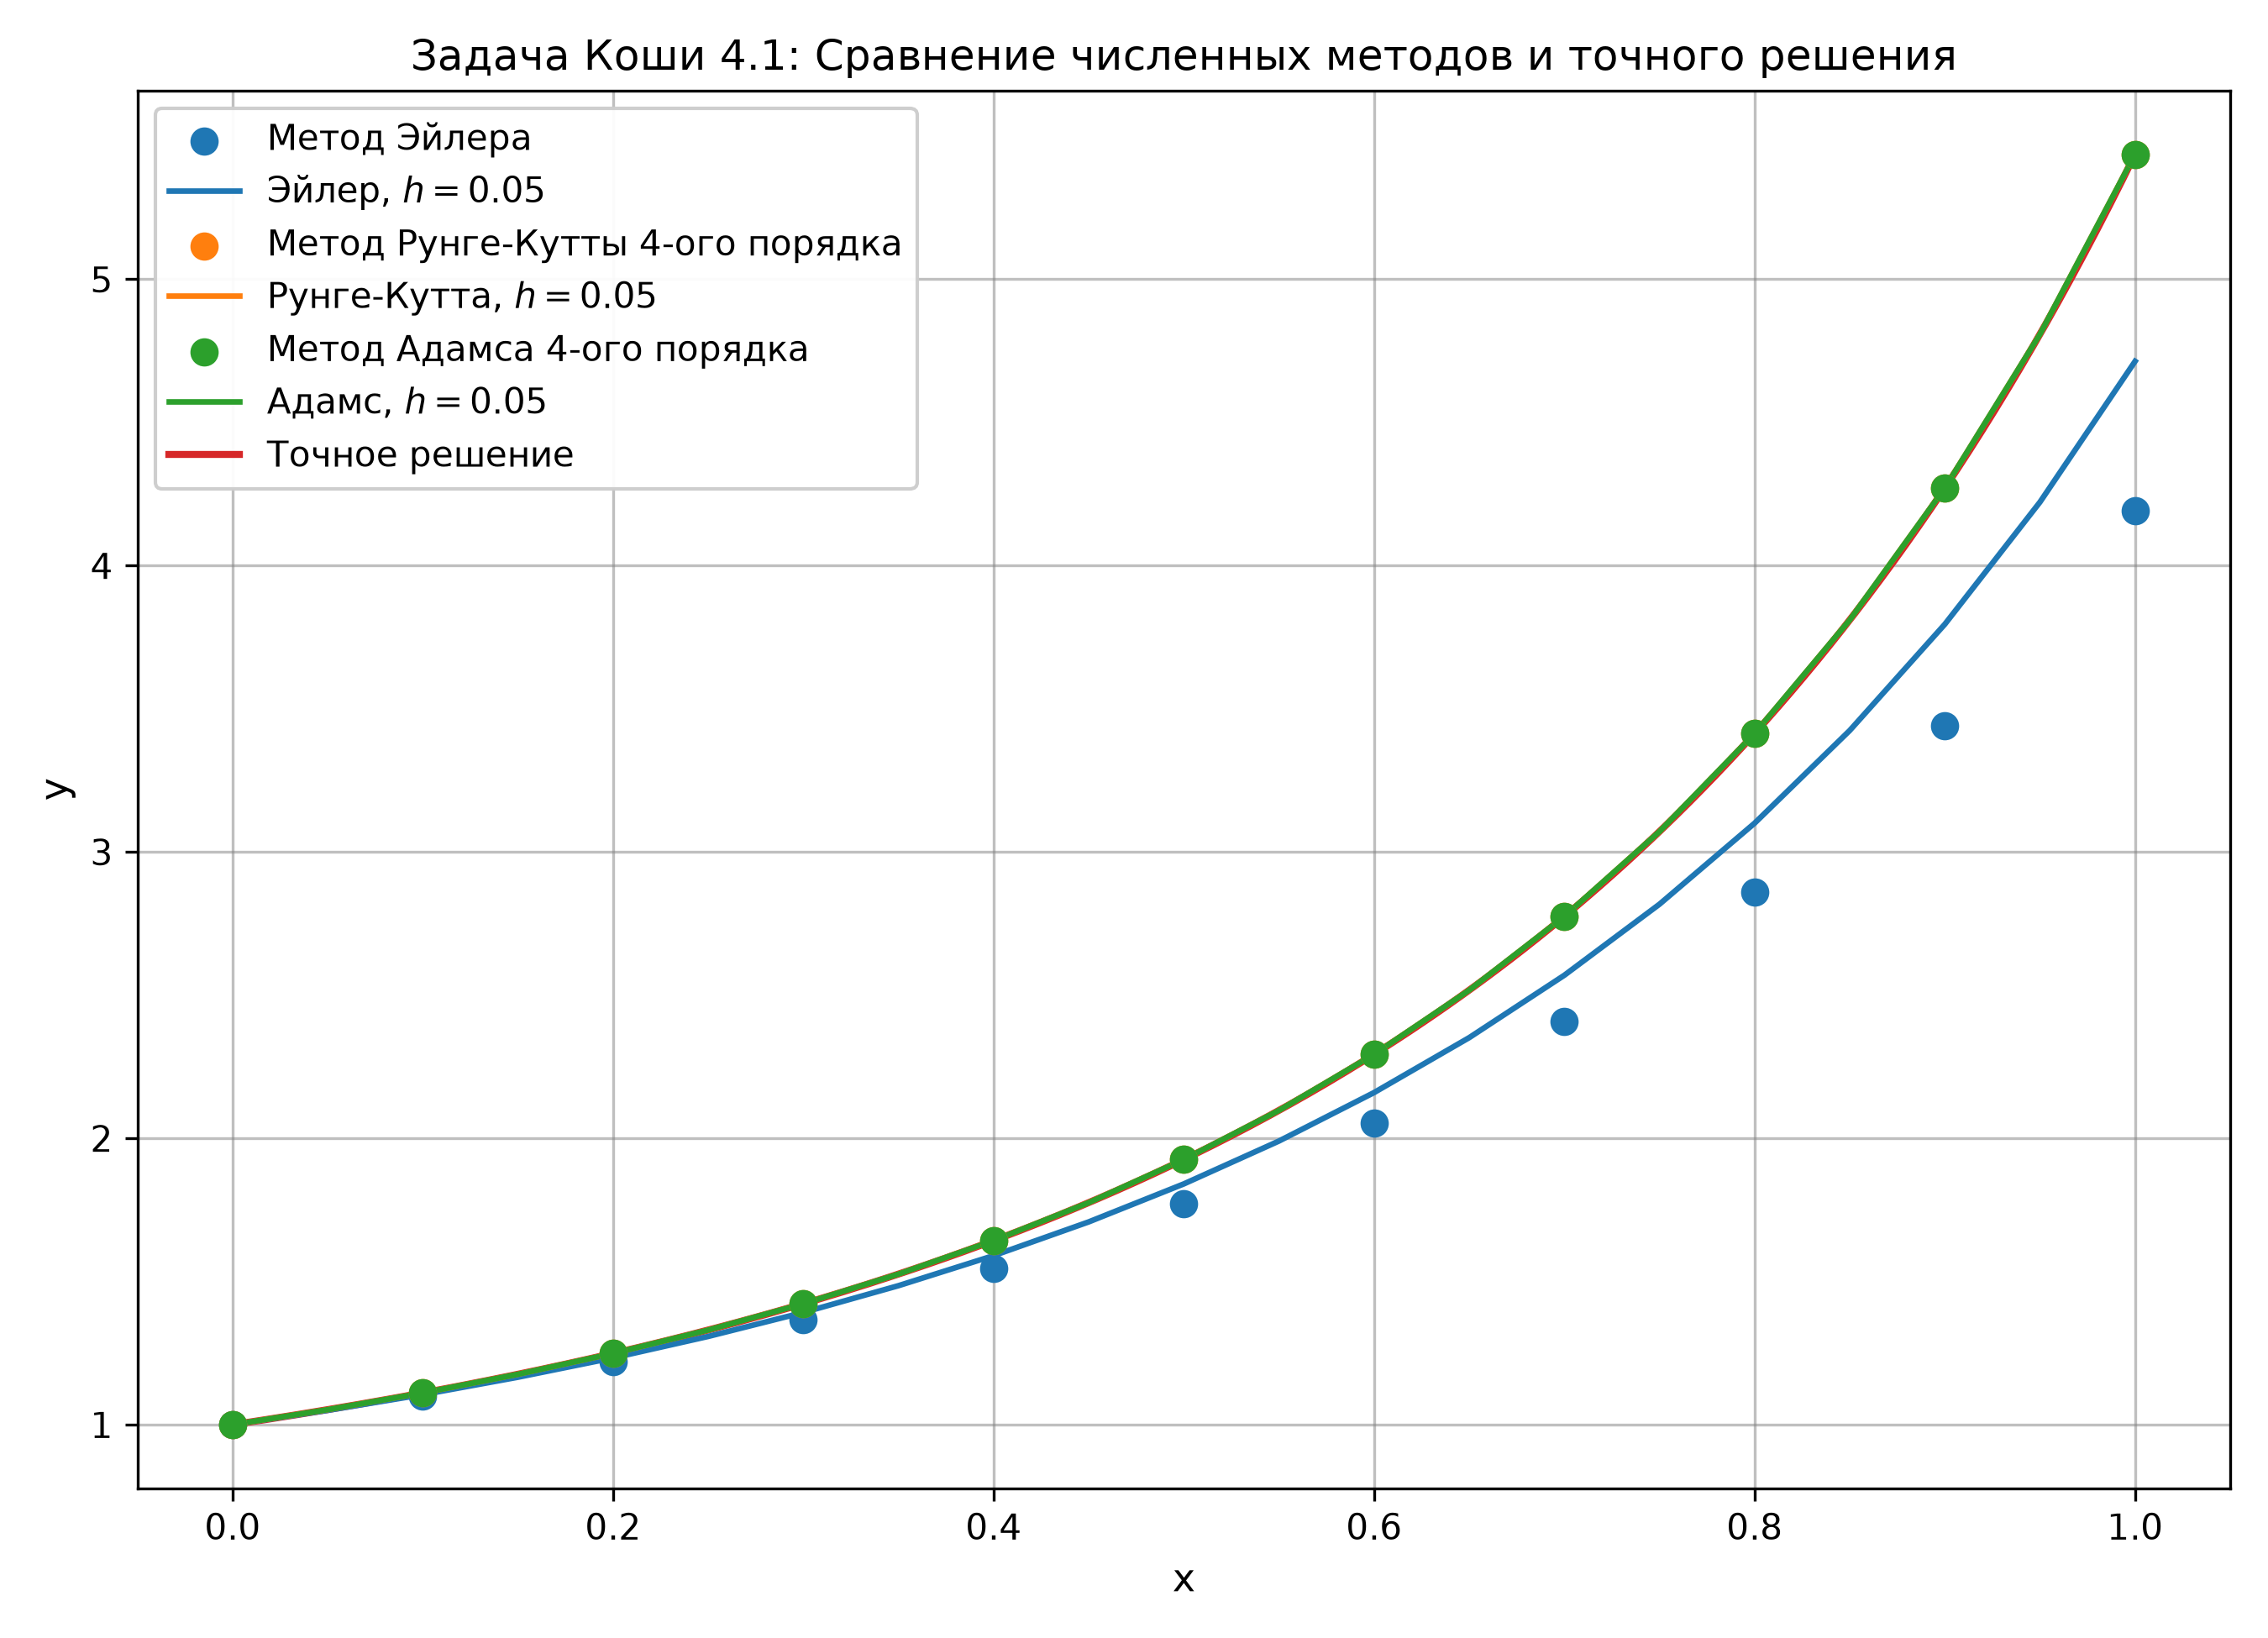 Задача Коши 4.1: Сравнение численных методов и точного решения
Метод Эйлера
Эйлер, h = 0.05
Метод Рунге-Кутты 4-ого порядка
Рунге-Кутта, h = 0.05
Метод Адамса 4-ого порядка
Адамс, h = 0.05
Точное решение
5
4
3
2
1
y
0.0 0.2 0.4 0.6 0.8 1.0
x